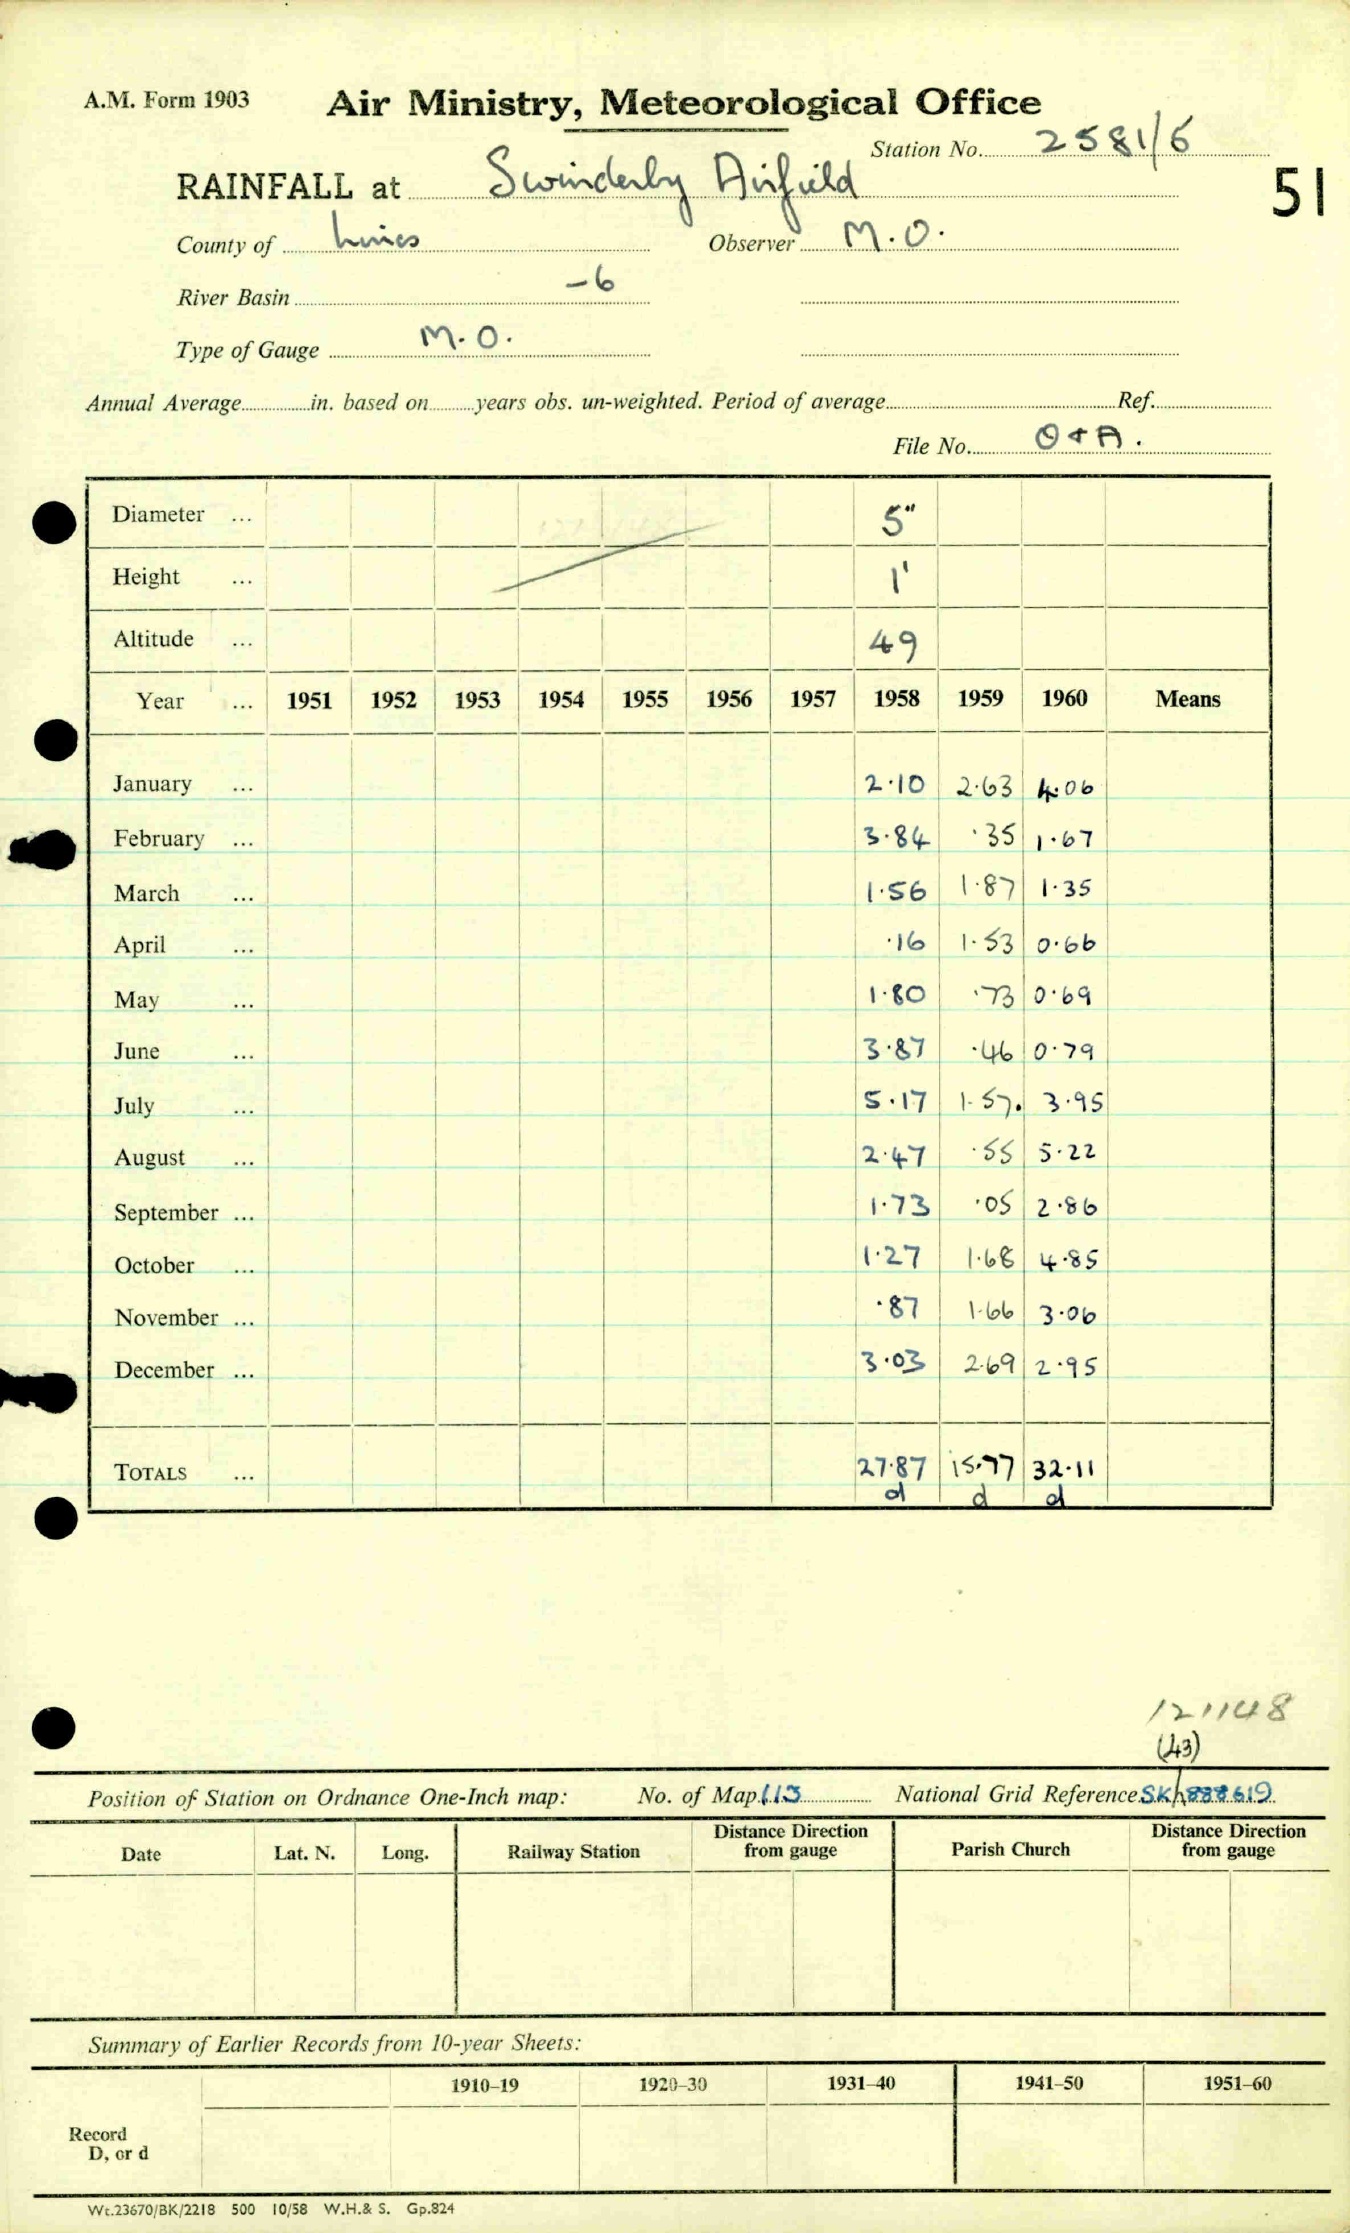 A.M. Form 1903 Air Ministry, Meteorological Office
Station No. 2581/6
RAINFALL at Swinderby Airfield 51
County of Lincs Observer M.O.
River Basin -6
Type of Gauge M.O.
Annual Average in. based on years obs. un-weighted. Period of average Ref.
File No. O & A.
Diameter ... 5"
Height ... 1'
Altitude ... 49
Year ... 1951 1952 1953 1954 1955 1956 1957 1958 1959 1960 Means
January ... 2·10 2·63 4·06
February ... 3·84 ·35 1·67
March ... 1·56 1·87 1·35
April ... ·16 1·53 0·66
May ... 1·80 ·73 0·69
June ... 3·87 ·46 0·79
July ... 5·17 1·57. 3·95
August ... 2·47 ·55 5·22
September ... 1·73 ·05 2·86
October ... 1·27 1·68 4·85
November ... ·87 1·66 3·06
December ... 3·03 2·69 2·95
TOTALS ... 27·87 15·77 32·11
d d d
121148
(43)
Position of Station on Ordnance One-Inch map: No. of Map 113 National Grid Reference SK/888619
Date Lat. N. Long. Railway Station Distance Direction from gauge Parish Church Distance Direction from gauge
Summary of Earlier Records from 10-year Sheets:
1910–19 1920–30 1931–40 1941–50 1951–60
Record
D, or d
Wt.23670/BK/2218 500 10/58 W.H.& S. Gp.824